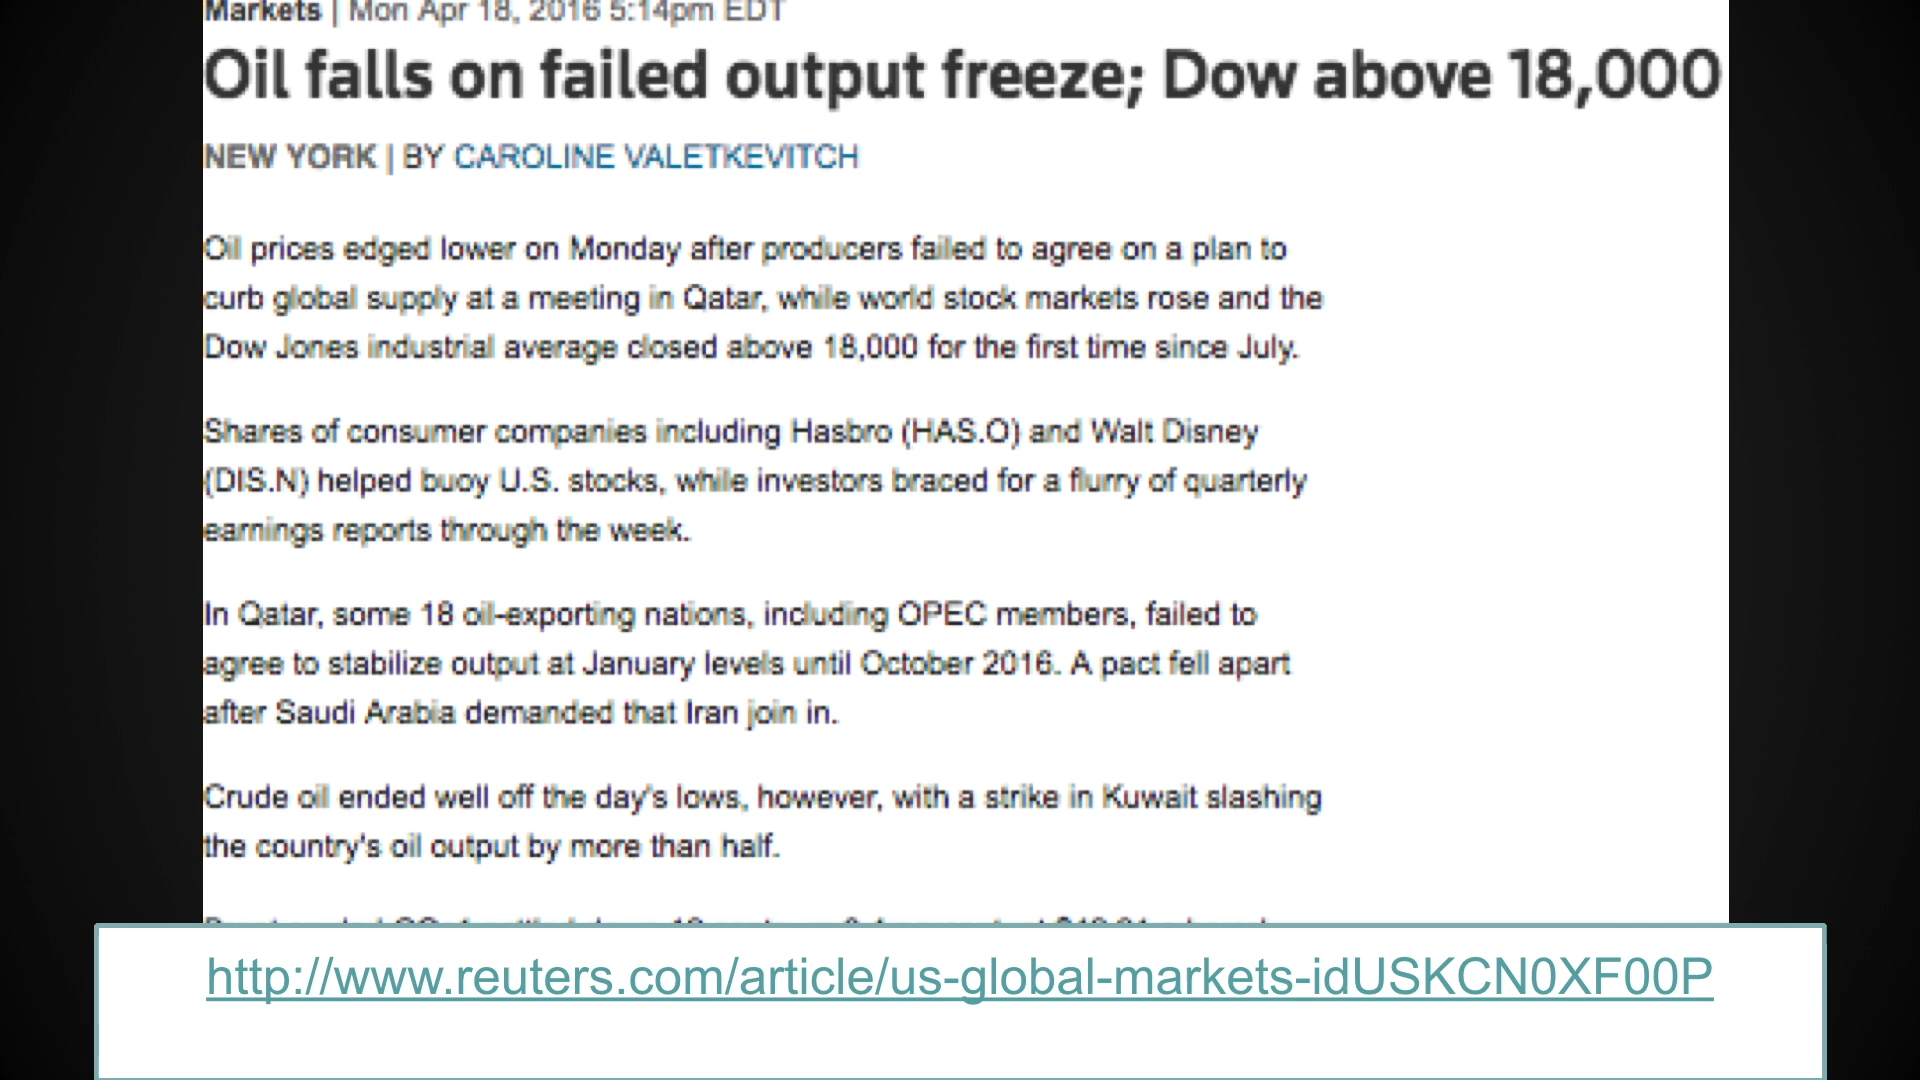 Markets | Mon Apr 18, 2016 5:14pm EDT
Oil falls on failed output freeze; Dow above 18,000
NEW YORK | BY CAROLINE VALETKEVITCH
Oil prices edged lower on Monday after producers failed to agree on a plan to
curb global supply at a meeting in Qatar, while world stock markets rose and the
Dow Jones industrial average closed above 18,000 for the first time since July.
Shares of consumer companies including Hasbro (HAS.O) and Walt Disney
(DIS.N) helped buoy U.S. stocks, while investors braced for a flurry of quarterly
earnings reports through the week.
In Qatar, some 18 oil-exporting nations, including OPEC members, failed to
agree to stabilize output at January levels until October 2016. A pact fell apart
after Saudi Arabia demanded that Iran join in.
Crude oil ended well off the day's lows, however, with a strike in Kuwait slashing
the country's oil output by more than half.
http://www.reuters.com/article/us-global-markets-idUSKCN0XF00P